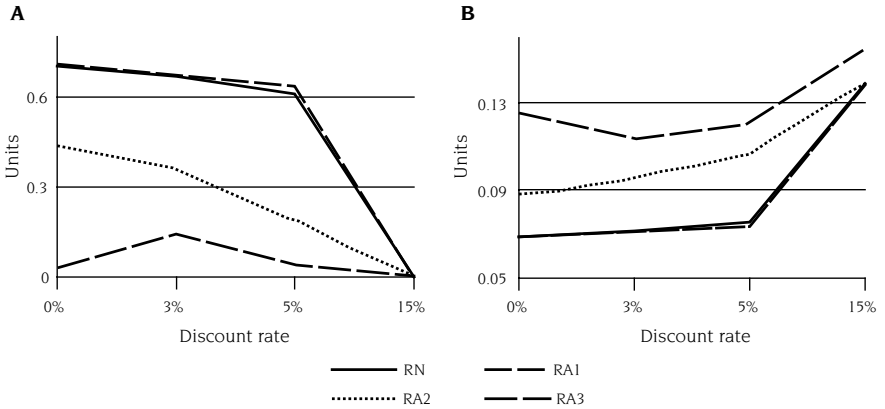 A
Units
0.6
0.3
0
0%
3%
5%
15%
Discount rate
B
Units
0.13
0.09
0.05
0%
3%
5%
15%
Discount rate
RN
RA1
RA2
RA3